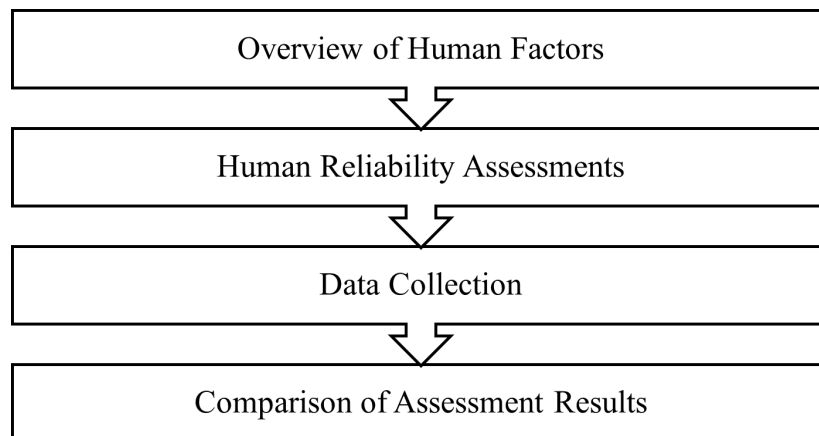 Overview of Human Factors
Human Reliability Assessments
Data Collection
Comparison of Assessment Results